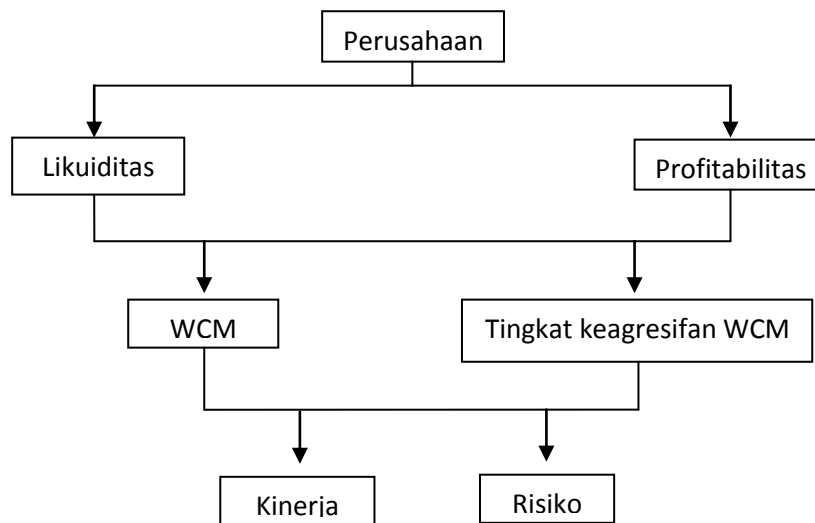 Perusahaan
Likuiditas
Profitabilitas
WCM
Tingkat keagresifan WCM
Kinerja
Risiko